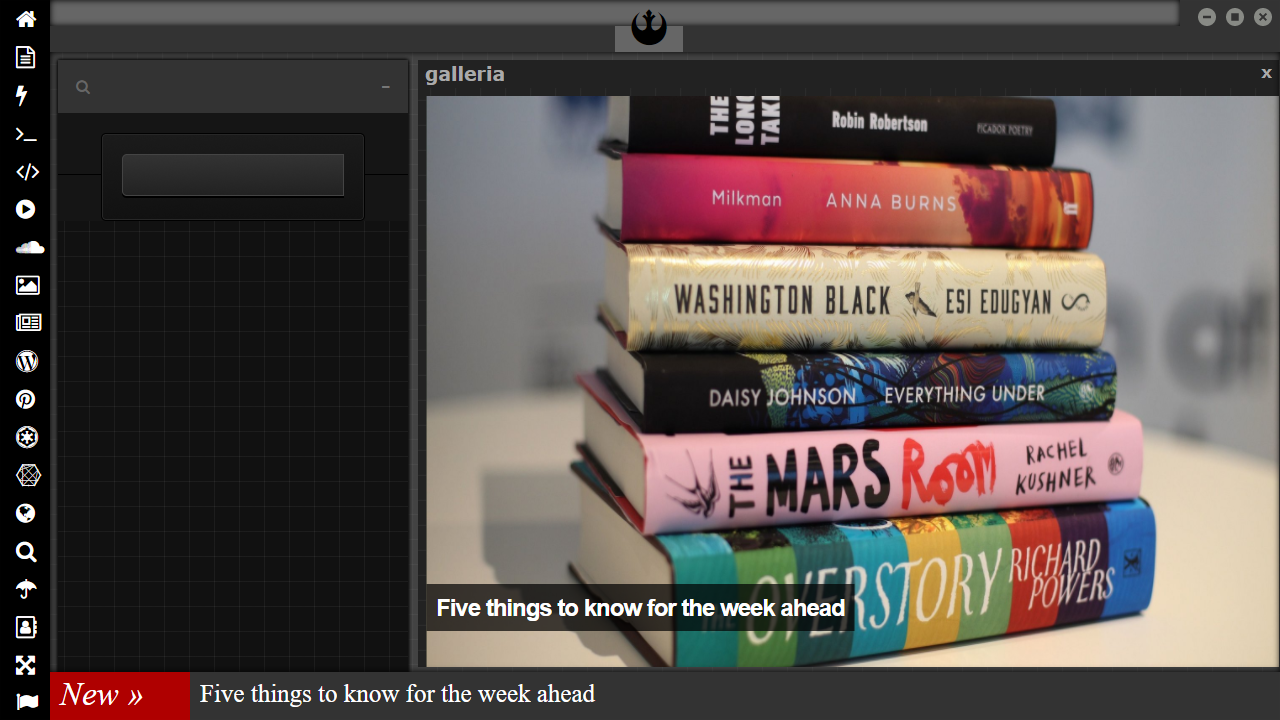 galleria
x
THE
LONG
TAKE
Robin Robertson
PICADOR POETRY
Milkman ANNA BURNS
WASHINGTON BLACK ESI EDUGYAN
DAISY JOHNSON EVERYTHING UNDER
THE MARS ROOM RACHEL KUSHNER
THE OVERSTORY RICHARD POWERS
Five things to know for the week ahead
New » Five things to know for the week ahead